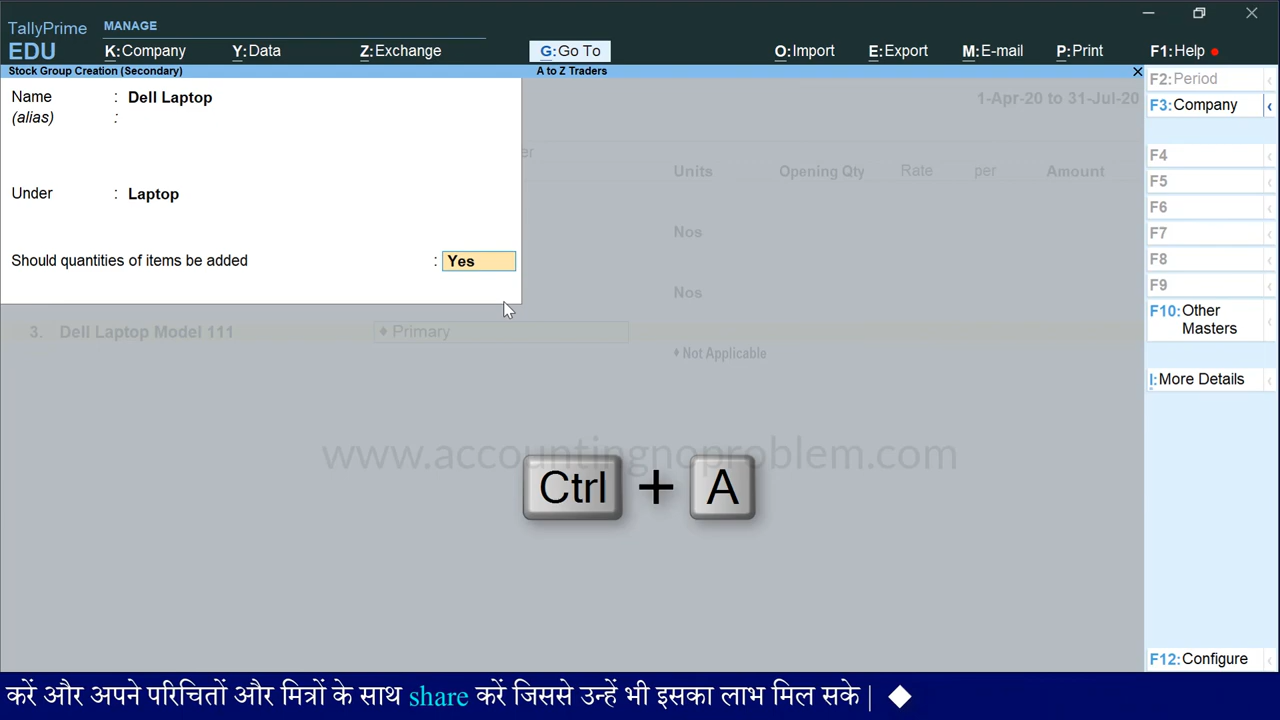 TallyPrime MANAGE
EDU K:Company Y:Data Z:Exchange G:Go To O:Import E:Export M:E-mail P:Print F1:Help
Stock Group Creation (Secondary) A to Z Traders
Name : Dell Laptop
(alias) :
Under : Laptop
Should quantities of items be added : Yes
1-Apr-20 to 31-Jul-20
er
Units Opening Qty Rate per Amount
Nos
Nos
3. Dell Laptop Model 111 ♦ Primary
♦ Not Applicable
www.accountingnoproblem.com
Ctrl + A
F2:Period
F3:Company
F4
F5
F6
F7
F8
F9
F10:Other
Masters
I:More Details
F12:Configure
करें और अपने परिचितों और मित्रों के साथ share करें जिससे उन्हें भी इसका लाभ मिल सके | ◆